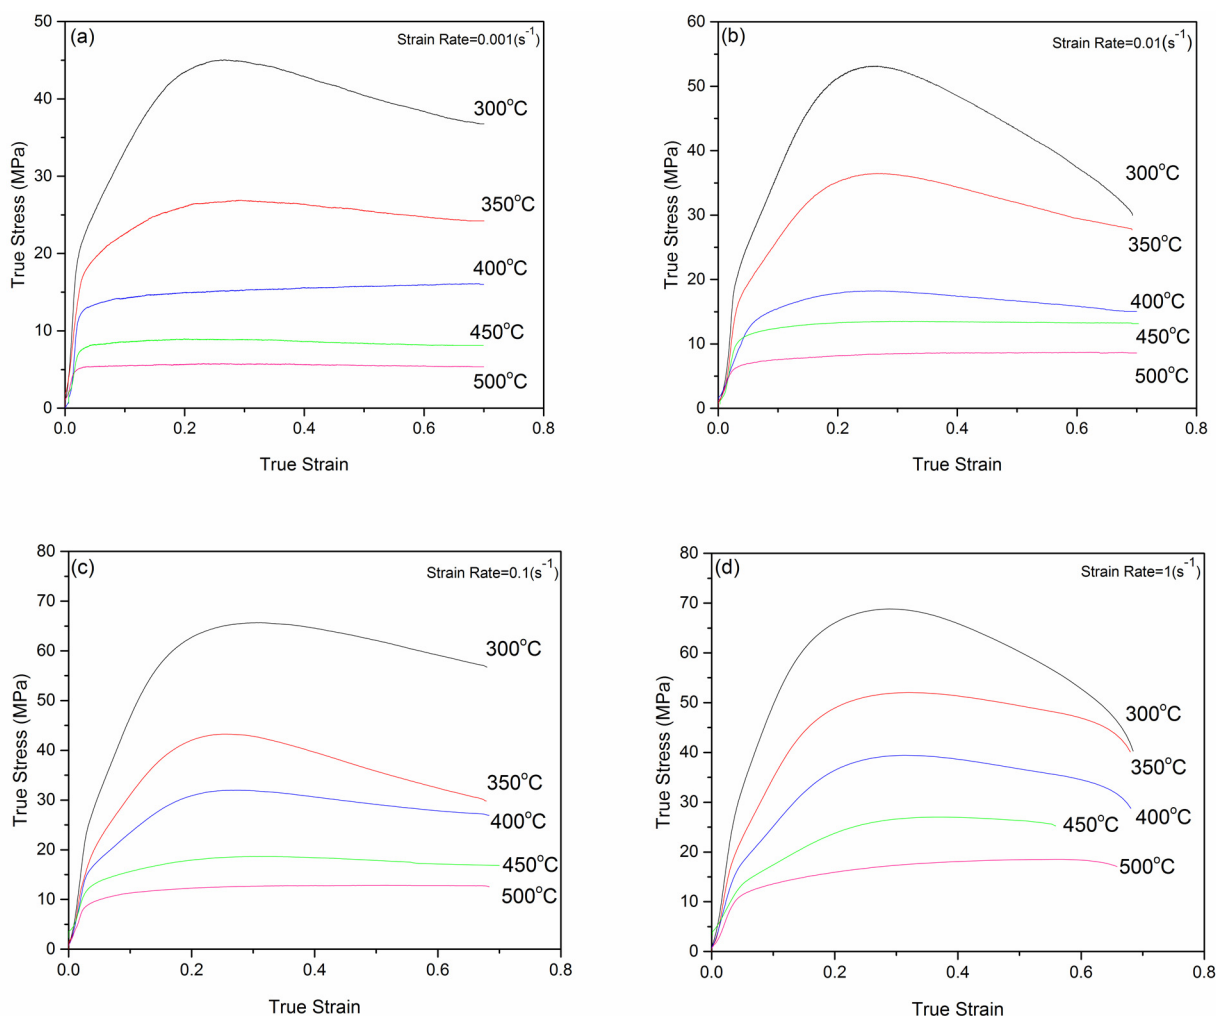 (a)
Strain Rate=0.001(s⁻¹)
50
40
30
20
10
0
True Stress (MPa)
300°C
350°C
400°C
450°C
500°C
0.0 0.2 0.4 0.6 0.8
True Strain
(b)
Strain Rate=0.01(s⁻¹)
60
50
40
30
20
10
0
True Stress (MPa)
300°C
350°C
400°C
450°C
500°C
0.0 0.2 0.4 0.6 0.8
True Strain
(c)
Strain Rate=0.1(s⁻¹)
80
70
60
50
40
30
20
10
0
True Stress (MPa)
300°C
350°C
400°C
450°C
500°C
0.0 0.2 0.4 0.6 0.8
True Strain
(d)
Strain Rate=1(s⁻¹)
80
70
60
50
40
30
20
10
0
True Stress (MPa)
300°C
350°C
400°C
450°C
500°C
0.0 0.2 0.4 0.6 0.8
True Strain